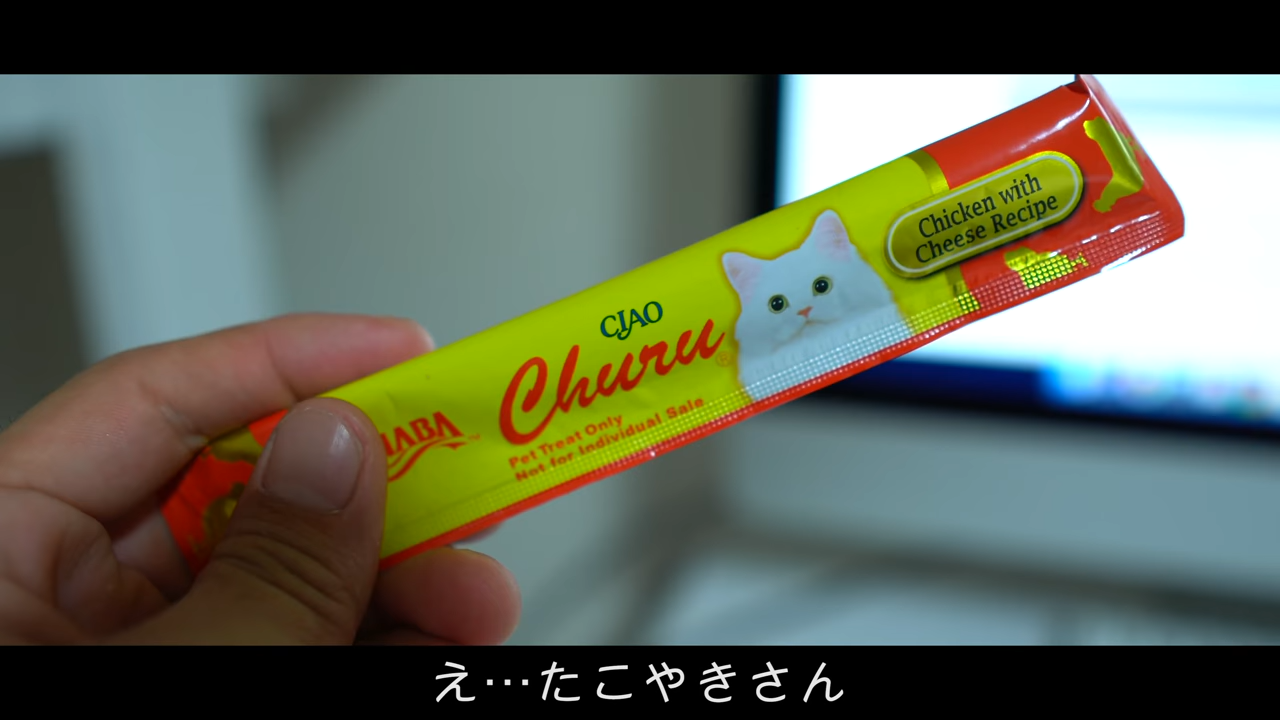 Chicken with
Cheese Recipe
CIAO
Churu®
Pet Treat Only
Not for Individual Sale
え…たこやきさん